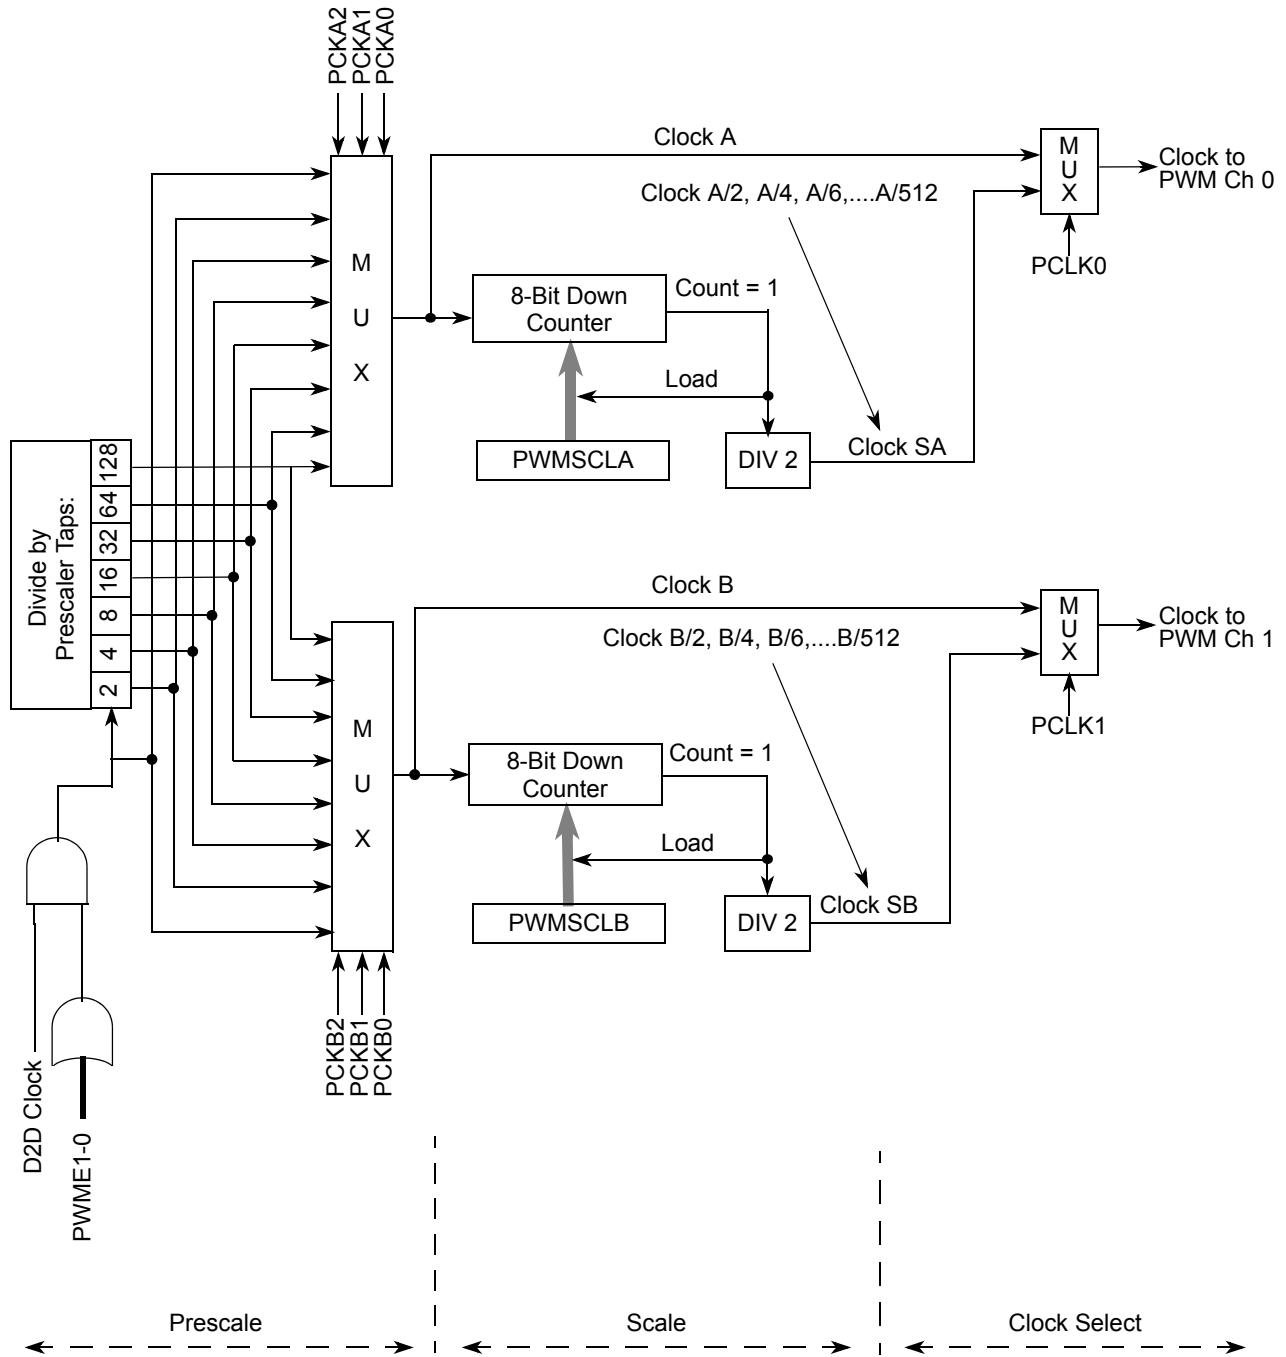 PCKA2
PCKA1
PCKA0
Clock A
M
U
X
Clock to
PWM Ch 0
Clock A/2, A/4, A/6,....A/512
PCLK0
M
U
X
8-Bit Down
Counter
Count = 1
Load
PWMSCLA
DIV 2
Clock SA
Divide by
Prescaler Taps:
128
64
32
16
8
4
2
Clock B
M
U
X
Clock to
PWM Ch 1
Clock B/2, B/4, B/6,....B/512
PCLK1
M
U
X
8-Bit Down
Counter
Count = 1
Load
PWMSCLB
DIV 2
Clock SB
PCKB2
PCKB1
PCKB0
D2D Clock
PWME1-0
Prescale
Scale
Clock Select